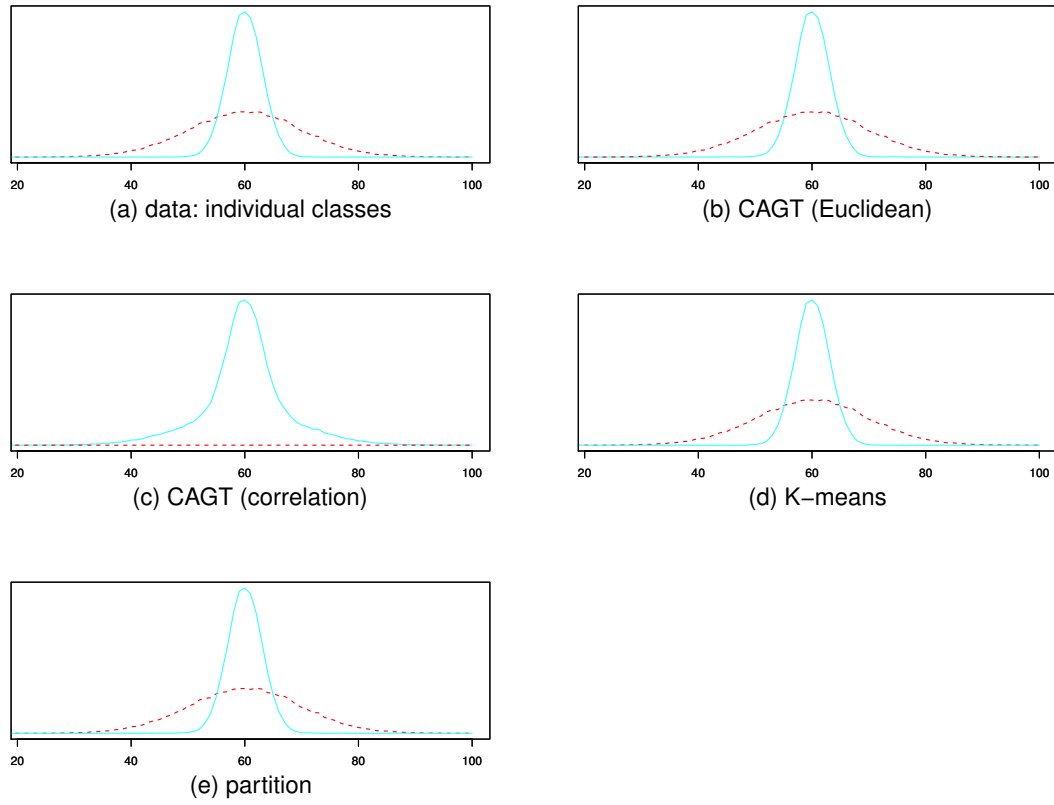 20 40 60 80 100
(a) data: individual classes
20 40 60 80 100
(b) CAGT (Euclidean)
20 40 60 80 100
(c) CAGT (correlation)
20 40 60 80 100
(d) K−means
20 40 60 80 100
(e) partition